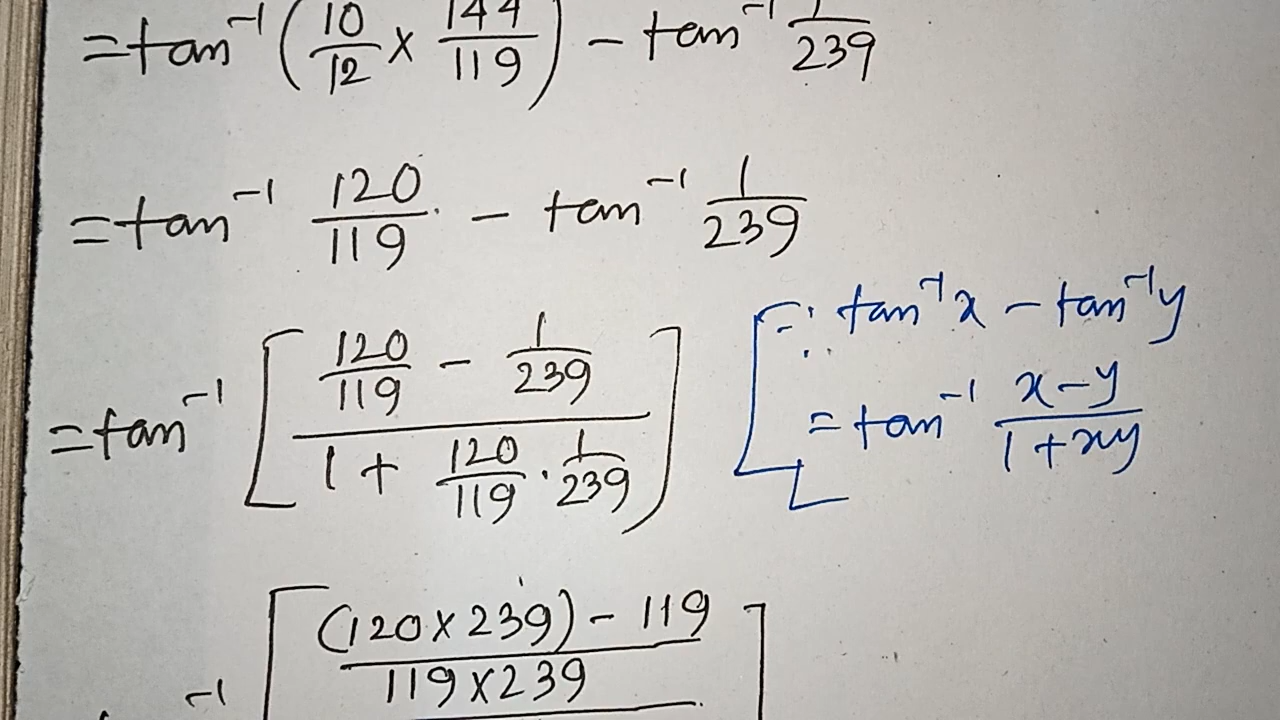 =tan⁻¹(10/12 × 144/119) - tan⁻¹ 1/239
=tan⁻¹ 120/119 - tan⁻¹ 1/239
=tan⁻¹ [ (120/119 - 1/239) / (1 + 120/119 · 1/239) ]
[∵ tan⁻¹x - tan⁻¹y
= tan⁻¹ (x-y)/(1+xy)
⁻¹ [ ((120×239) - 119)/(119×239) ]